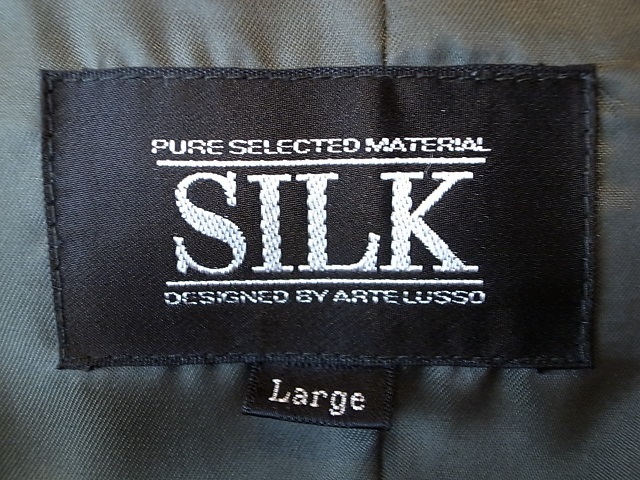 PURE SELECTED MATERIAL
SILK
DESIGNED BY ARTE LUSSO
Large